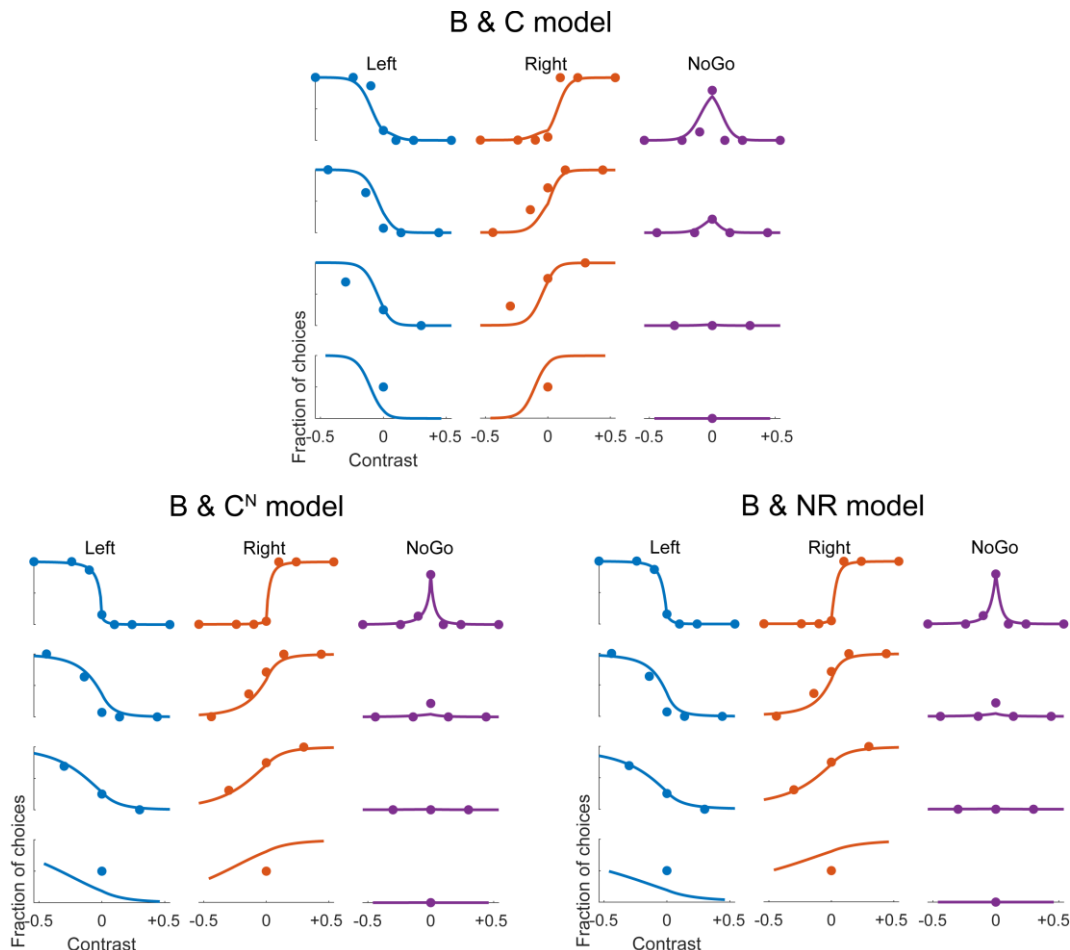 B & C model
Left Right NoGo
Fraction of choices
-0.5 0 +0.5 -0.5 0 +0.5 -0.5 0 +0.5
Contrast
B & Cᴺ model
Left Right NoGo
Fraction of choices
-0.5 0 +0.5 -0.5 0 +0.5 -0.5 0 +0.5
Contrast
B & NR model
Left Right NoGo
Fraction of choices
-0.5 0 +0.5 -0.5 0 +0.5 -0.5 0 +0.5
Contrast